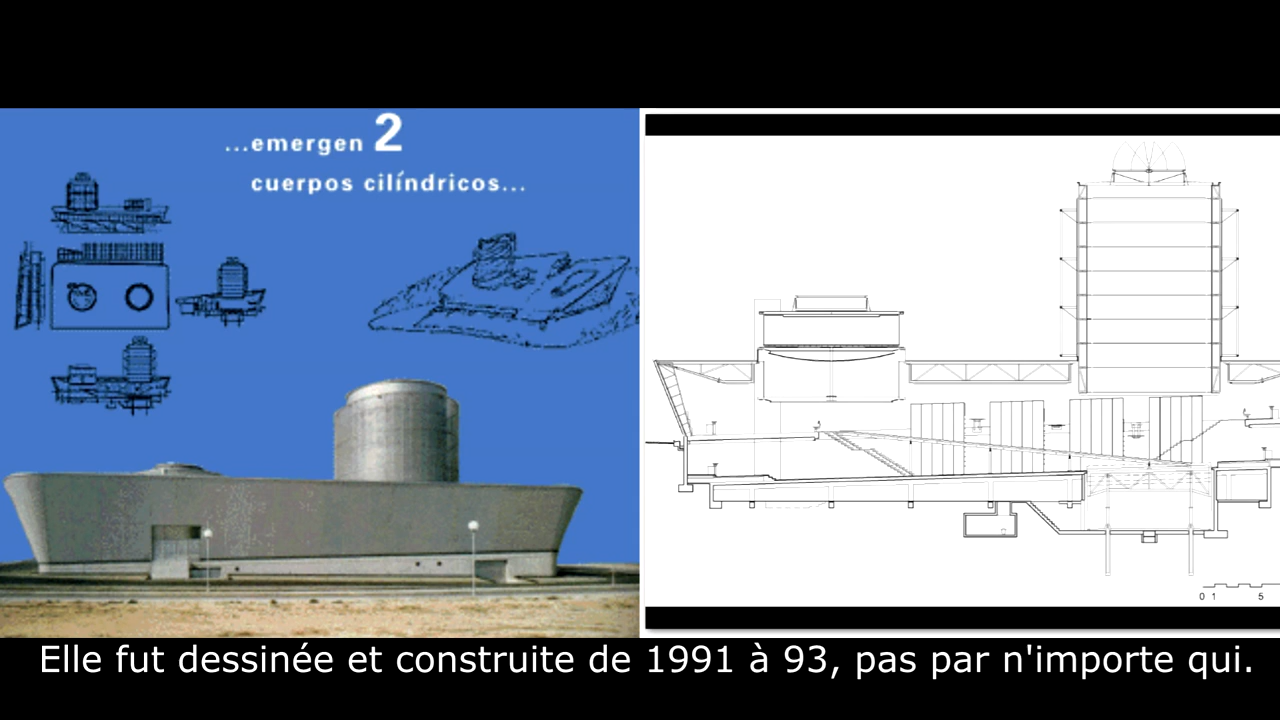 ...emergen 2
cuerpos cilíndricos...
0 1 5
Elle fut dessinée et construite de 1991 à 93, pas par n'importe qui.